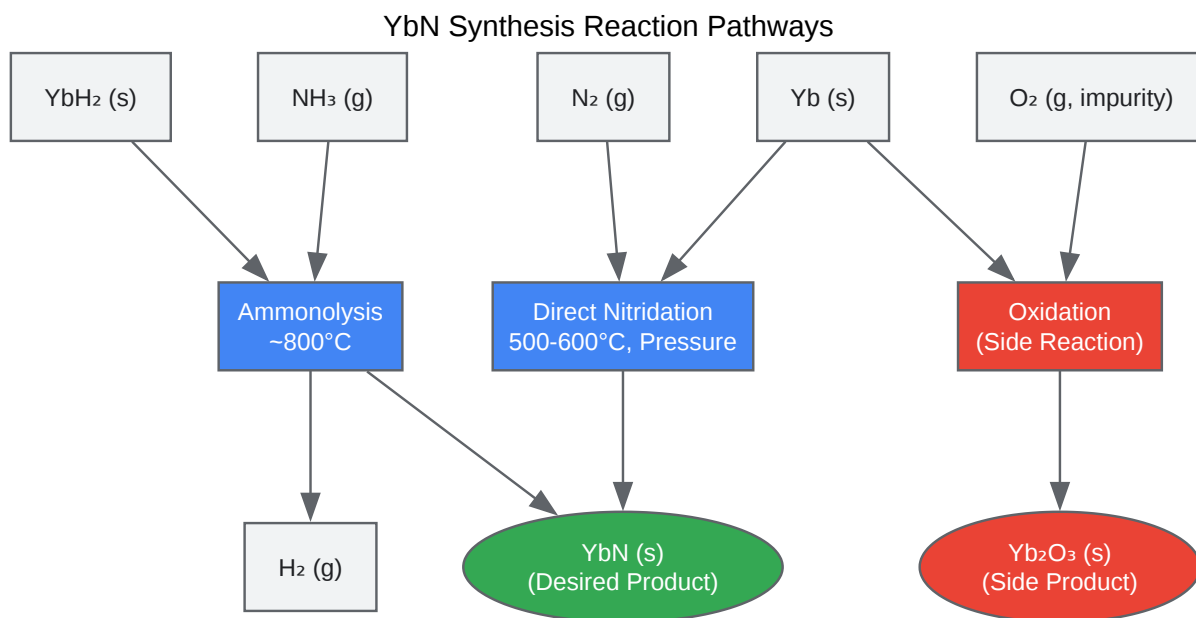 YbN Synthesis Reaction Pathways
YbH₂ (s)
NH₃ (g)
N₂ (g)
Yb (s)
O₂ (g, impurity)
Ammonolysis
~800°C
Direct Nitridation
500-600°C, Pressure
Oxidation
(Side Reaction)
H₂ (g)
YbN (s)
(Desired Product)
Yb₂O₃ (s)
(Side Product)